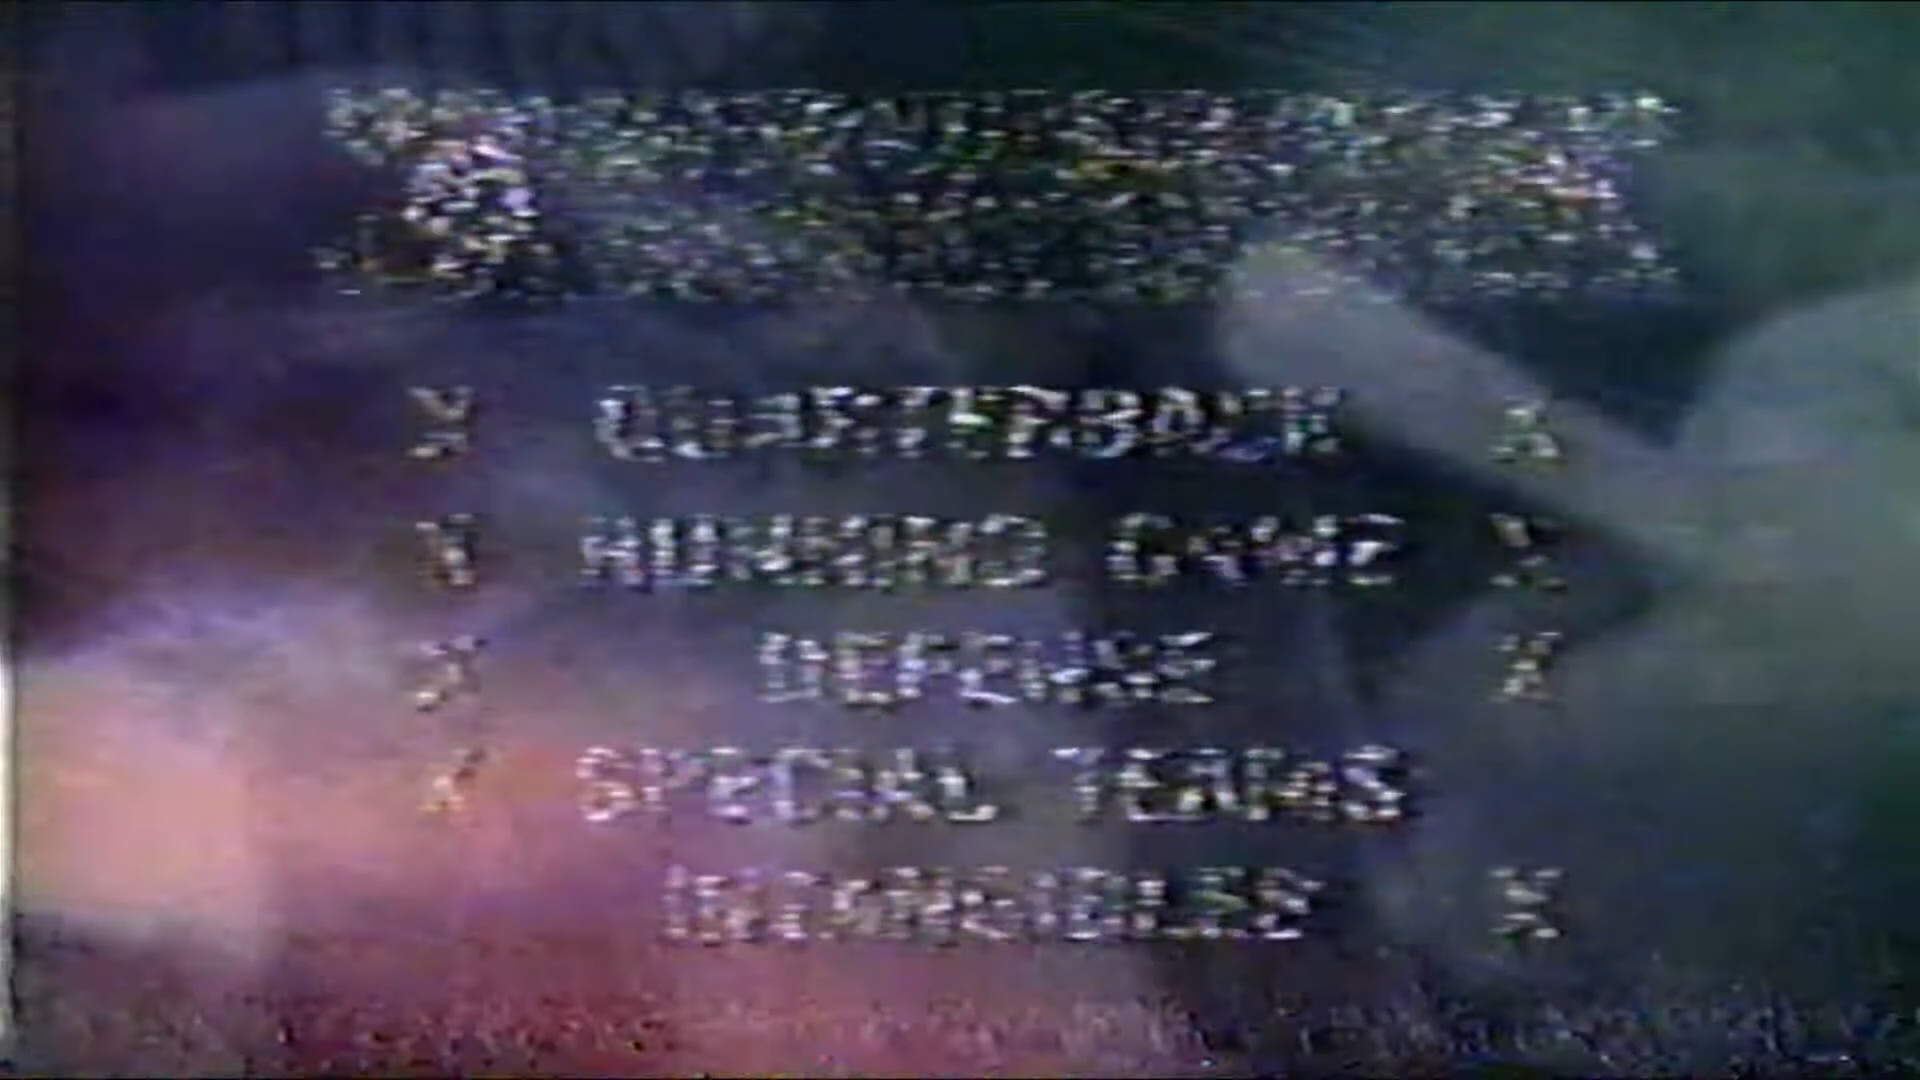 X QUARTERBACK X
X RUNNING GAME X
X DEFENSE X
X SPECIAL TEAMS
INTANGIBLES X